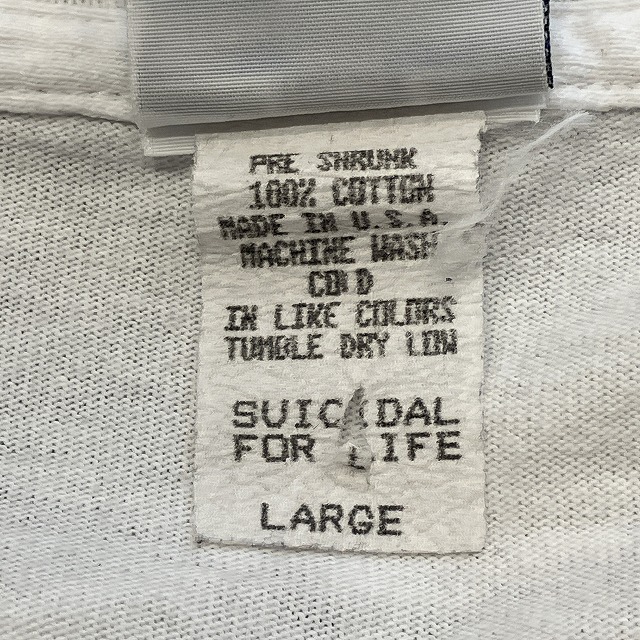 PRE SHRUNK
100% COTTON
MADE IN U.S.A.
MACHINE WASH
COLD
IN LIKE COLORS
TUMBLE DRY LOW
SUICIDAL
FOR LIFE
LARGE